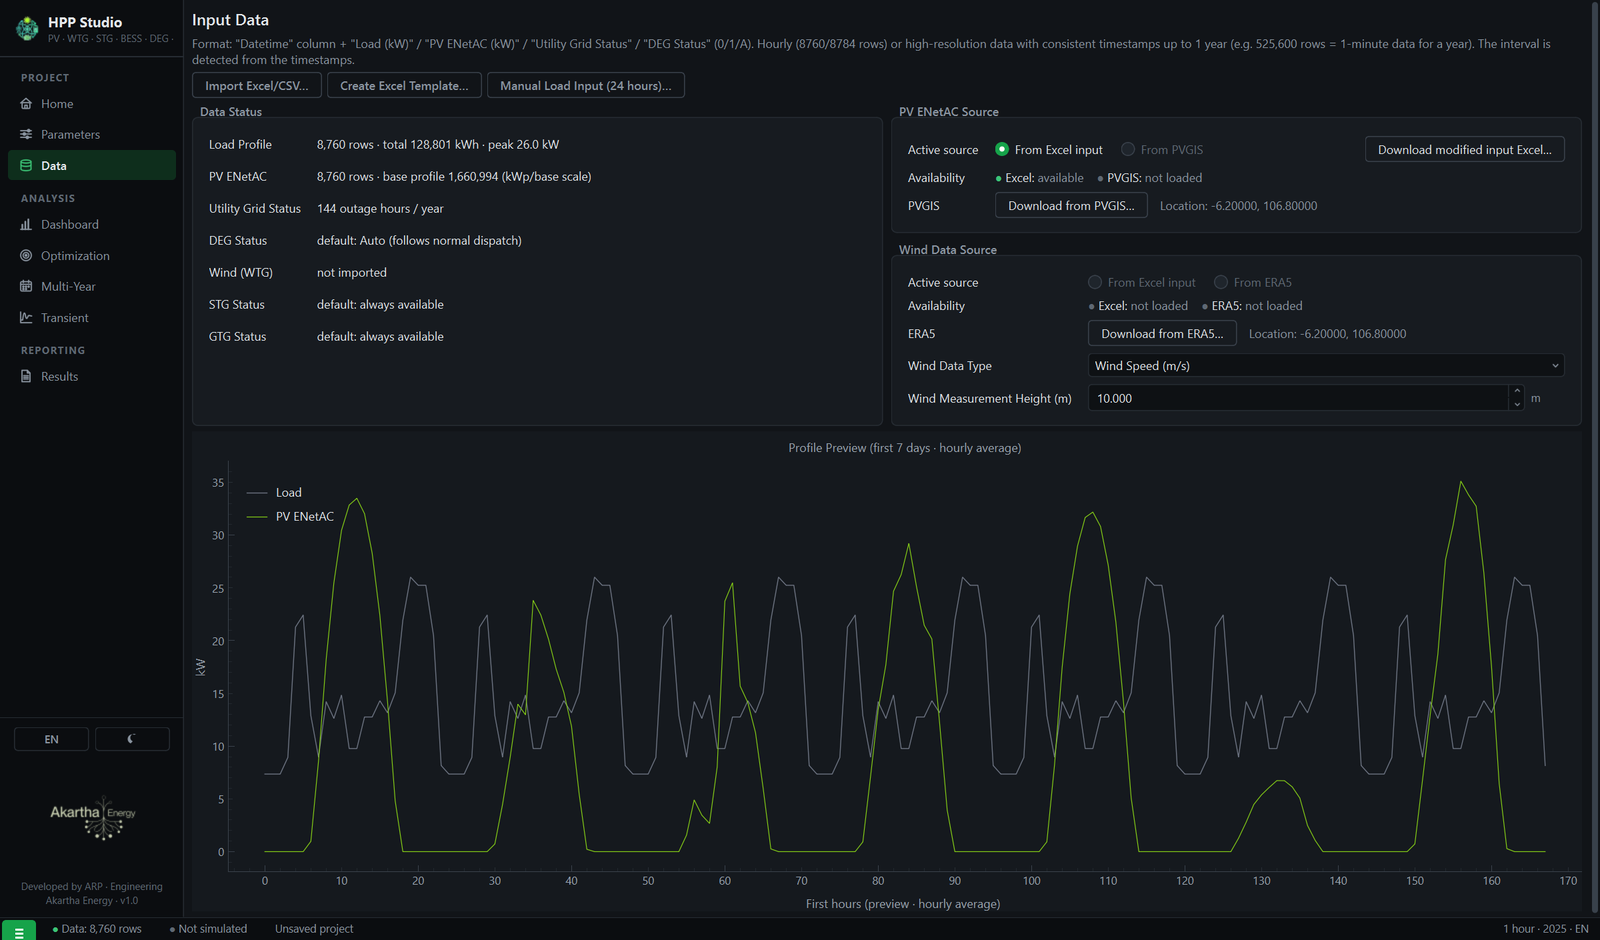 HPP Studio
PV · WTG · STG · BESS · DEG ·
PROJECT
Home
Parameters
Data
ANALYSIS
Dashboard
Optimization
Multi-Year
Transient
REPORTING
Results
EN
Akartha Energy
Developed by ARP · Engineering
Akartha Energy · v1.0
Input Data
Format: "Datetime" column + "Load (kW)" / "PV ENetAC (kW)" / "Utility Grid Status" / "DEG Status" (0/1/A). Hourly (8760/8784 rows) or high-resolution data with consistent timestamps up to 1 year (e.g. 525,600 rows = 1-minute data for a year). The interval is
detected from the timestamps.
Import Excel/CSV... Create Excel Template... Manual Load Input (24 hours)...
Data Status
Load Profile 8,760 rows · total 128,801 kWh · peak 26.0 kW
PV ENetAC 8,760 rows · base profile 1,660,994 (kWp/base scale)
Utility Grid Status 144 outage hours / year
DEG Status default: Auto (follows normal dispatch)
Wind (WTG) not imported
STG Status default: always available
GTG Status default: always available
PV ENetAC Source
Active source From Excel input From PVGIS Download modified input Excel...
Availability Excel: available PVGIS: not loaded
PVGIS Download from PVGIS... Location: -6.20000, 106.80000
Wind Data Source
Active source From Excel input From ERA5
Availability Excel: not loaded ERA5: not loaded
ERA5 Download from ERA5... Location: -6.20000, 106.80000
Wind Data Type Wind Speed (m/s)
Wind Measurement Height (m) 10.000 m
Profile Preview (first 7 days · hourly average)
Load
PV ENetAC
35
30
25
20
15
10
5
0
kW
0 10 20 30 40 50 60 70 80 90 100 110 120 130 140 150 160 170
First hours (preview · hourly average)
Data: 8,760 rows Not simulated Unsaved project 1 hour · 2025 · EN